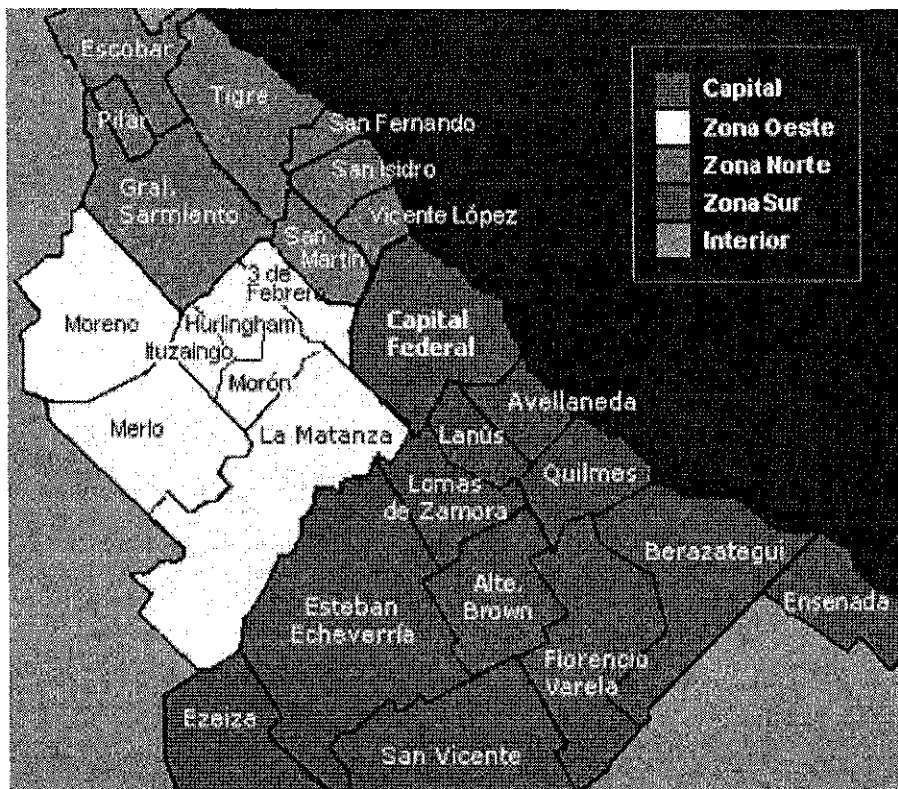 Escobar
Tigre
Pilar
San Fernando
San Isidro
Gral.
Sarmiento
Vicente López
San
Martín
3 de
Febrero
Moreno
Hurlingham
Ituzaingo
Capital
Federal
Morón
Merlo
La Matanza
Avellaneda
Lanús
Quilmes
Lomas
de Zamora
Berazategui
Alte.
Brown
Ensenada
Esteban
Echeverría
Florencio
Varela
Ezeiza
San Vicente
Capital
Zona Oeste
Zona Norte
Zona Sur
Interior